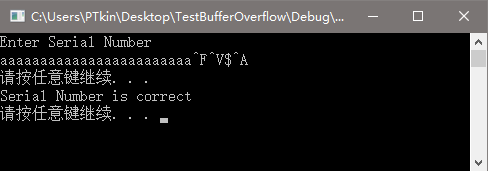 C:\Users\PTkin\Desktop\TestBufferOverflow\Debug\...
Enter Serial Number
aaaaaaaaaaaaaaaaaaaaaaaa^F^V$^A
请按任意键继续. . .
Serial Number is correct
请按任意键继续. . .